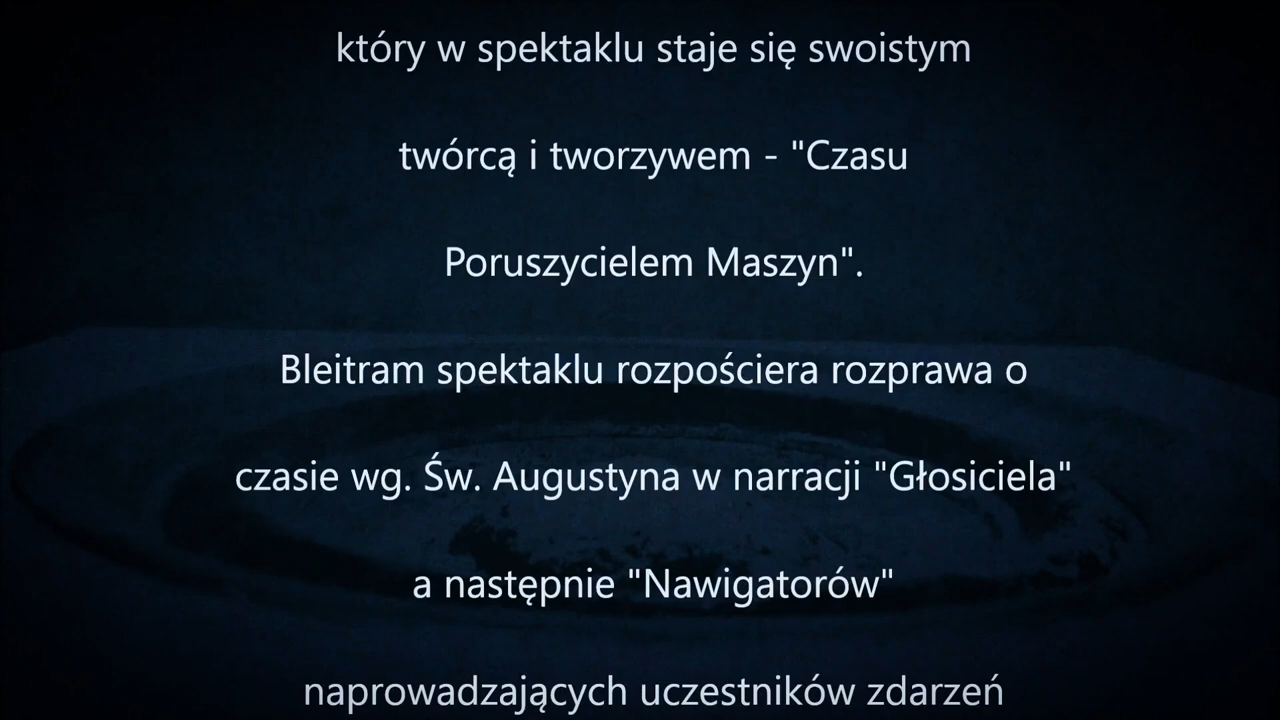 który w spektaklu staje się swoistym
twórcą i tworzywem - "Czasu
Poruszycielem Maszyn".
Bleitram spektaklu rozpościera rozprawa o
czasie wg. Św. Augustyna w narracji "Głosiciela"
a następnie "Nawigatorów"
naprowadzających uczestników zdarzeń